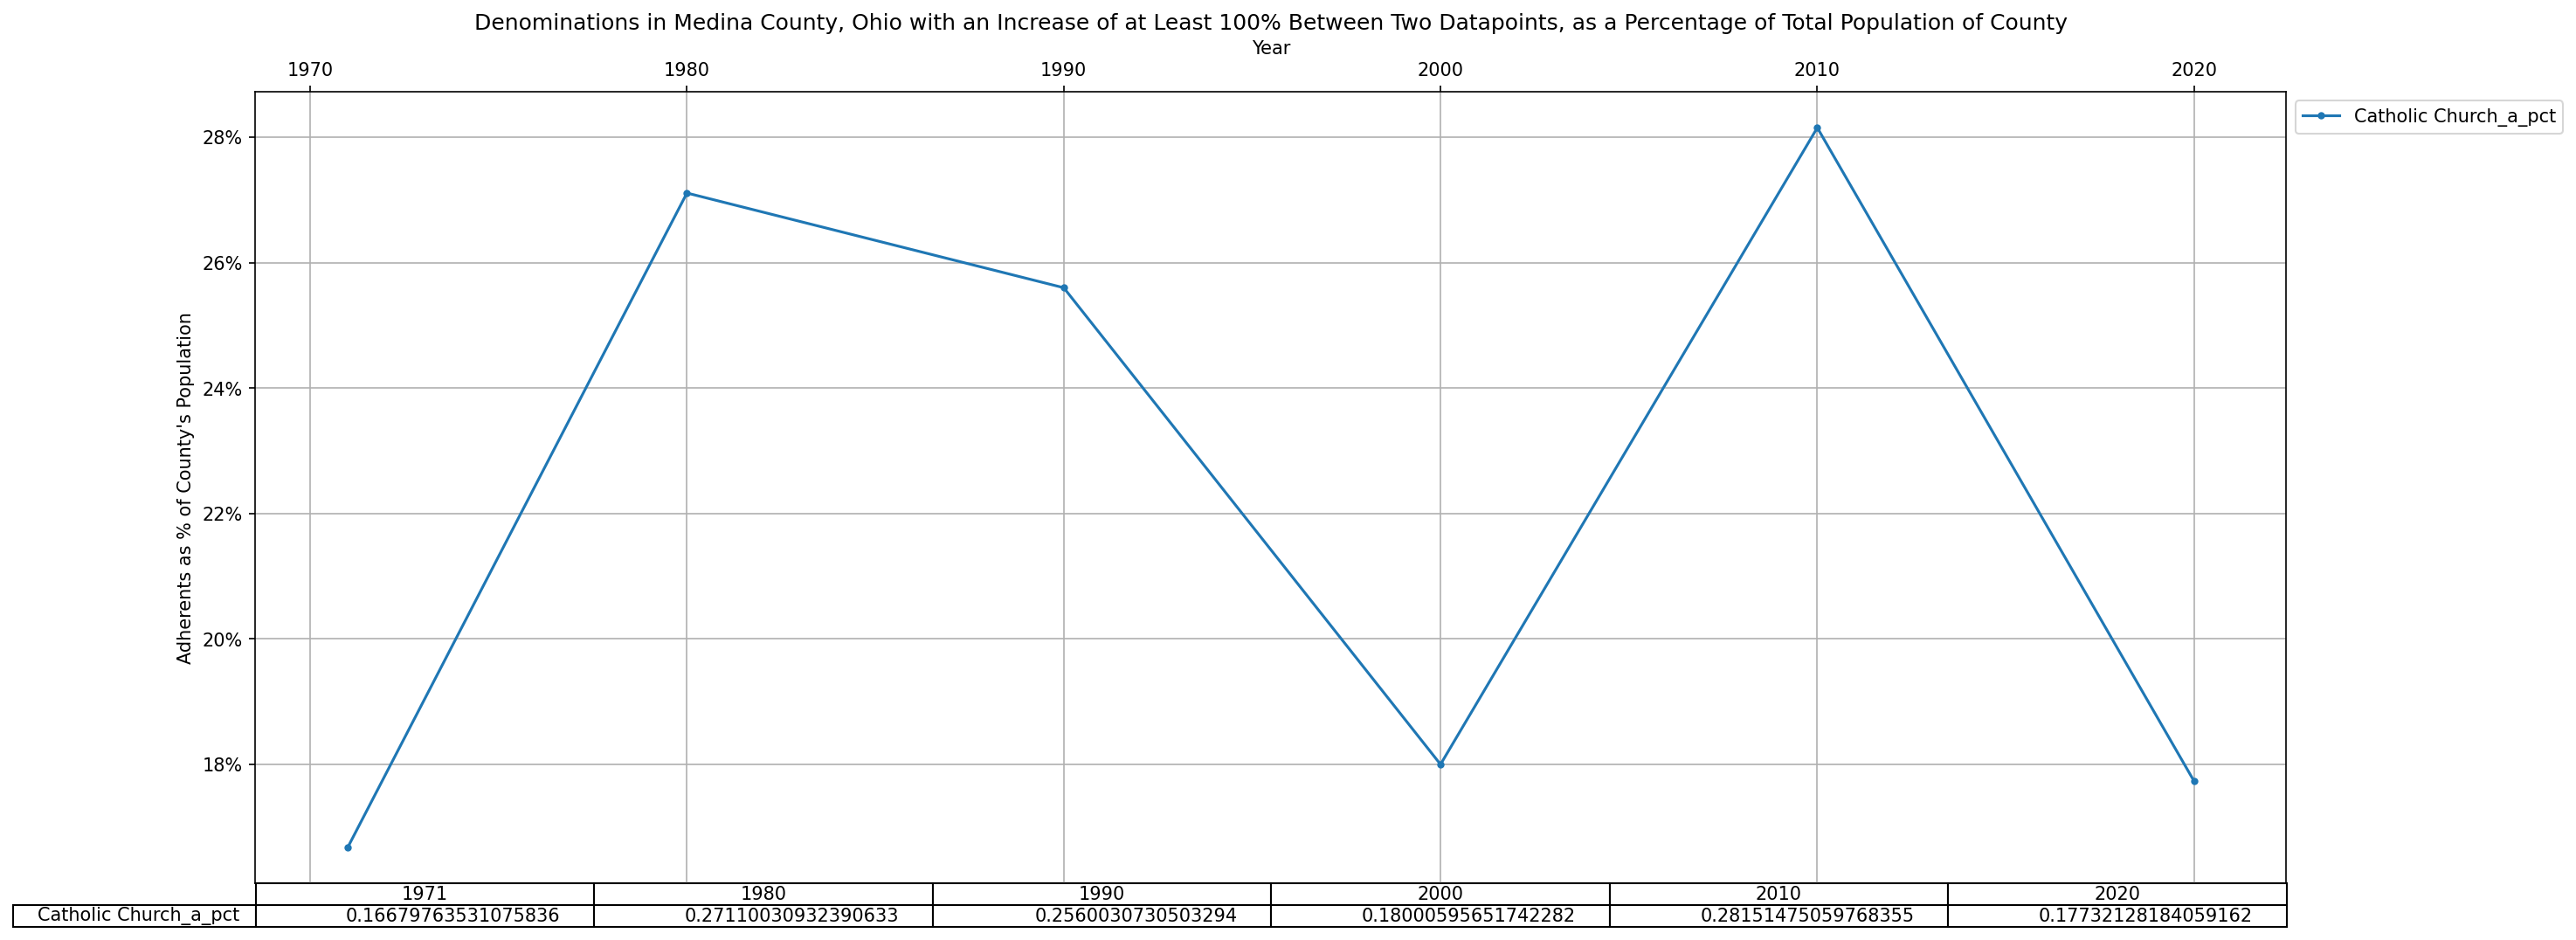 Denominations in Medina County, Ohio with an Increase of at Least 100% Between Two Datapoints, as a Percentage of Total Population of County
Year
1970 1980 1990 2000 2010 2020
Catholic Church_a_pct
28%
26%
24%
22%
20%
18%
Adherents as % of County's Population
1971 1980 1990 2000 2010 2020
Catholic Church_a_pct 0.16679763531075836 0.27110030932390633 0.2560030730503294 0.18000595651742282 0.28151475059768355 0.17732128184059162